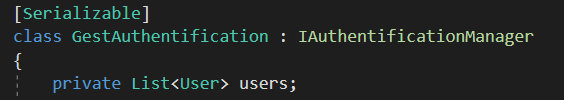 [Serializable]
class GestAuthentification : IAuthentificationManager
{
private List<User> users;